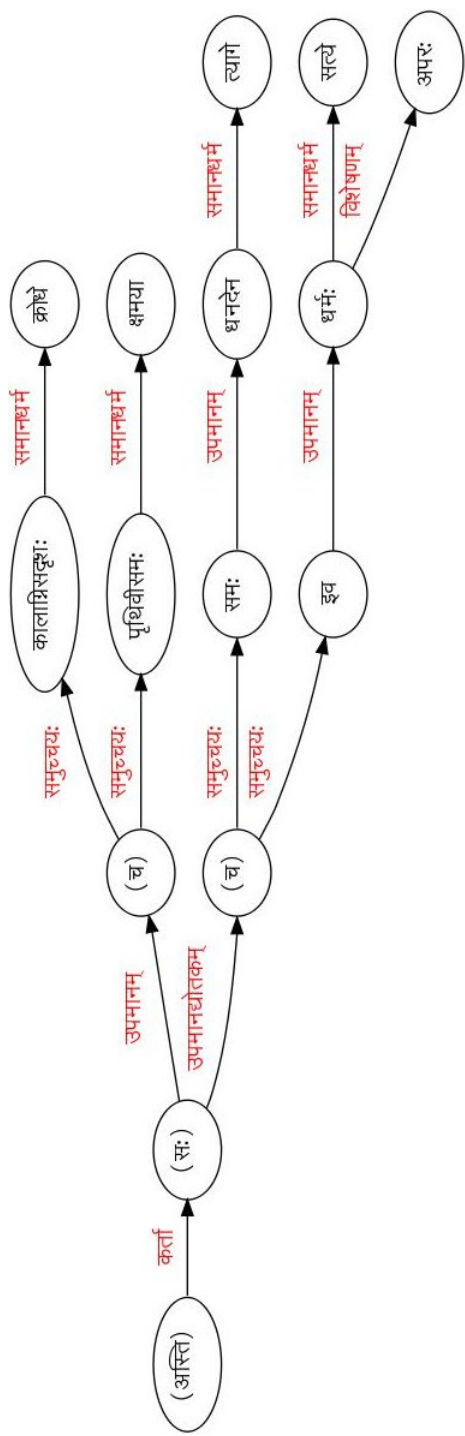 (अस्ति)
कर्ता
(सः)
उपमानम्
उपमानद्योतकम्
(च)
(च)
समुच्चयः
समुच्चयः
समुच्चयः
समुच्चयः
कालाग्निसदृशः
पृथिवीसमः
समः
इव
समानधर्म
समानधर्म
उपमानम्
उपमानम्
क्रोधे
क्षमया
धनदेन
धर्मः
समानधर्म
समानधर्म
विशेषणम्
त्यागे
सत्ये
अपरः